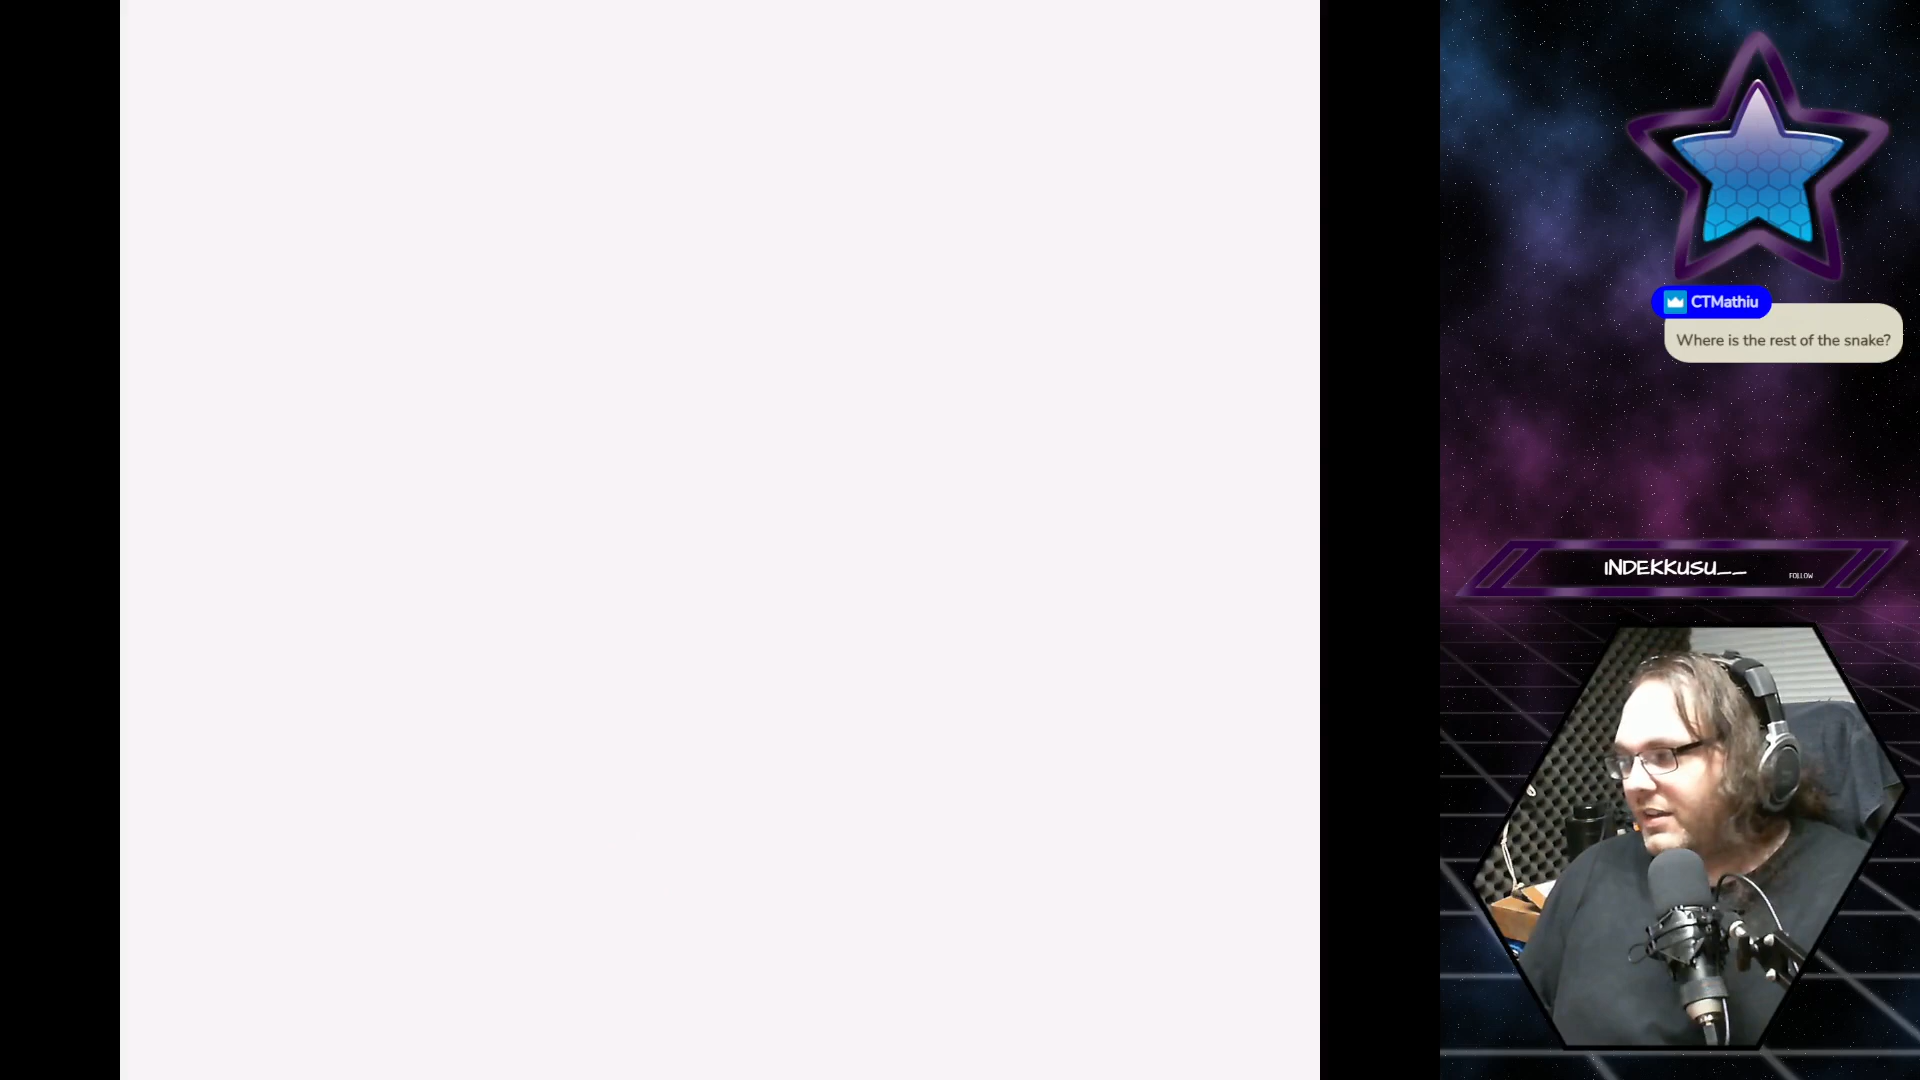 CTMathiu
Where is the rest of the snake?
INDEKKUSU__
FOLLOW